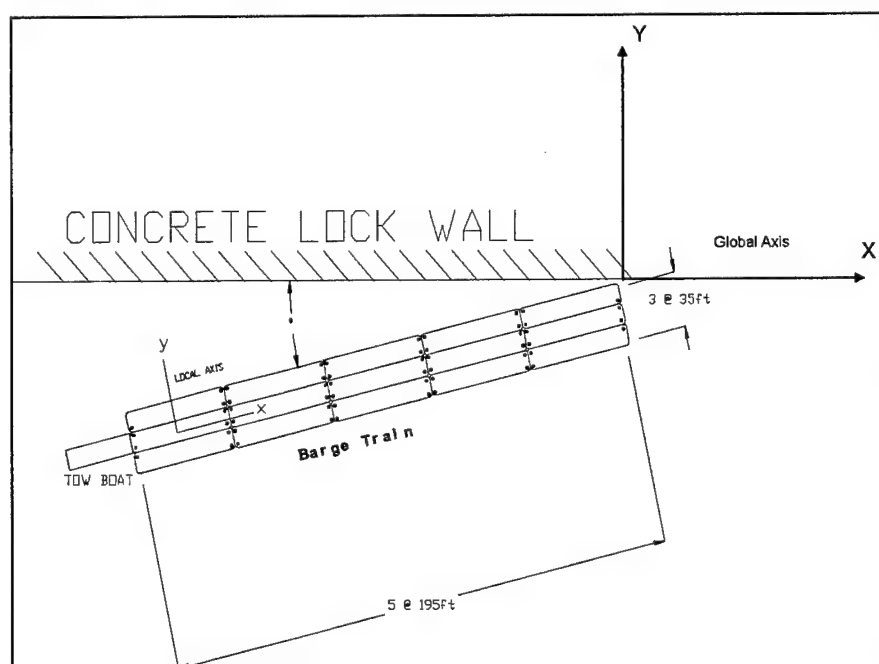 Y
CONCRETE LOCK WALL
Global Axis
X
3 @ 35ft
y
LOCAL AXIS
x
Barge Train
TOW BOAT
5 @ 195ft